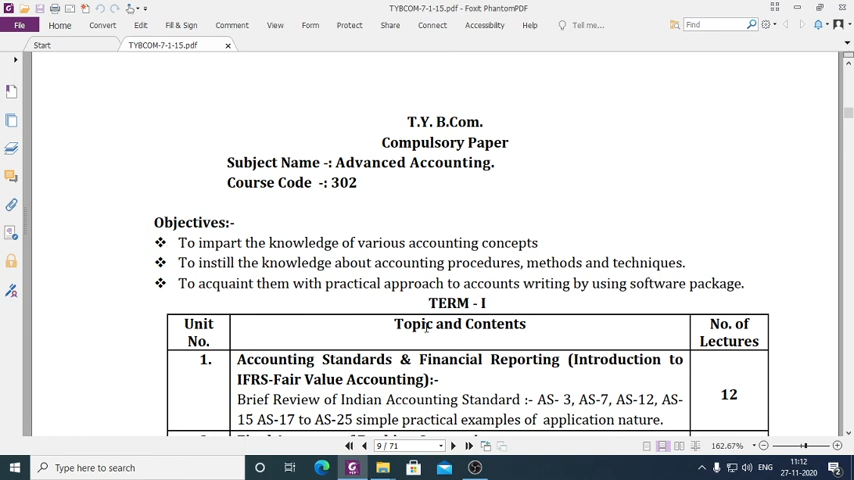 TYBCOM-7-1-15.pdf - Foxit PhantomPDF
File Home Convert Edit Fill & Sign Comment View Form Protect Share Connect Accessibility Help Tell me... Find
Start TYBCOM-7-1-15.pdf
T.Y. B.Com.
Compulsory Paper
Subject Name -: Advanced Accounting.
Course Code -: 302
Objectives:-
❖ To impart the knowledge of various accounting concepts
❖ To instill the knowledge about accounting procedures, methods and techniques.
❖ To acquaint them with practical approach to accounts writing by using software package.
TERM - I
Unit No.
Topic and Contents
No. of Lectures
1.
Accounting Standards & Financial Reporting (Introduction to
IFRS-Fair Value Accounting):-
Brief Review of Indian Accounting Standard :- AS- 3, AS-7, AS-12, AS-
15 AS-17 to AS-25 simple practical examples of application nature.
12
9 / 71
162.67%
Type here to search
ENG
11:12
27-11-2020
2